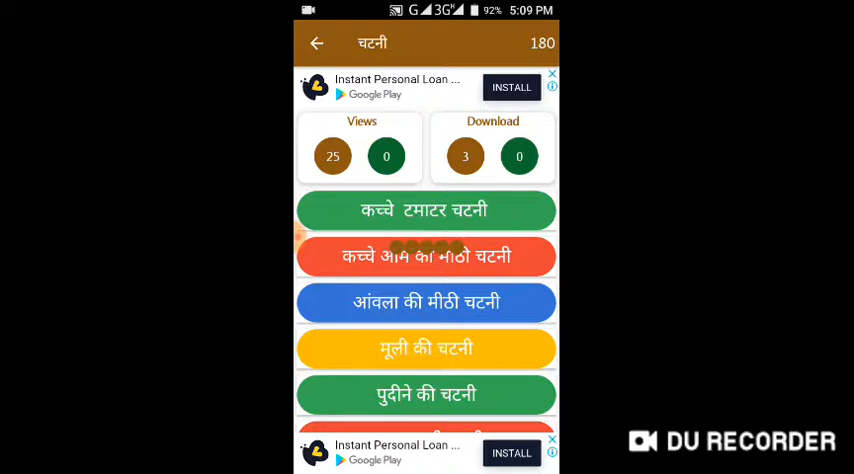 G 3G H 92% 5:09 PM
चटनी 180
Instant Personal Loan ...
Google Play
INSTALL
Views
Download
25 0 3 0
कच्चे टमाटर चटनी
कच्चे आम की मीठी चटनी
आंवला की मीठी चटनी
मूली की चटनी
पुदीने की चटनी
Instant Personal Loan ...
Google Play
INSTALL
DU RECORDER